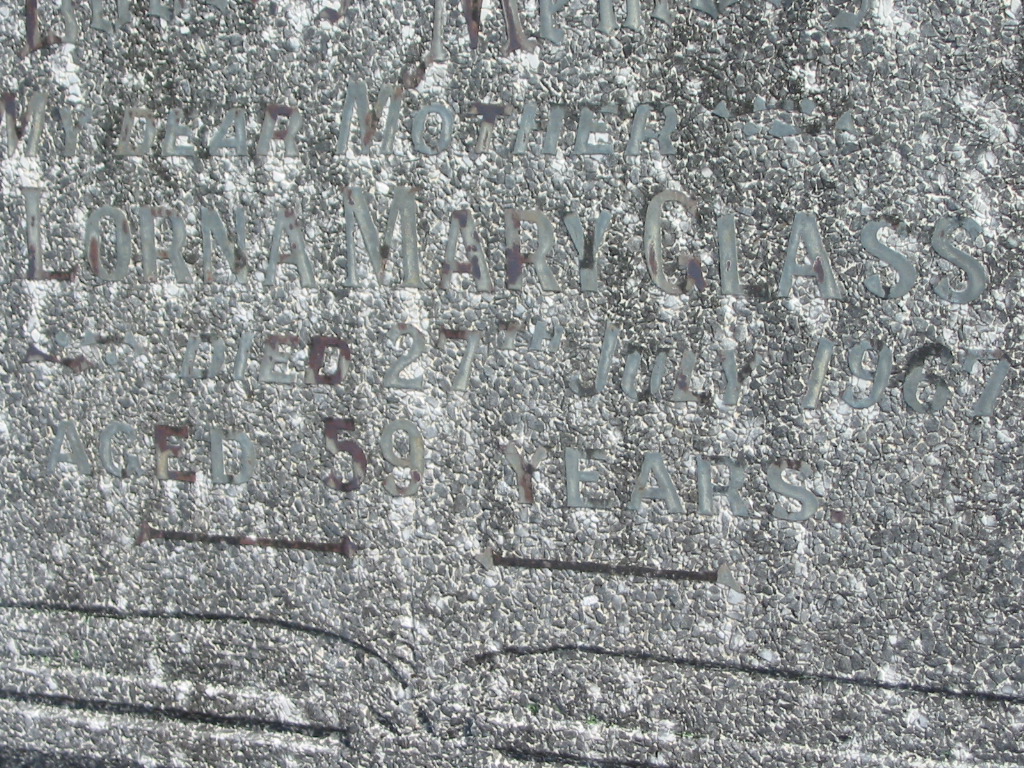 My Dear Mother
Lorna Mary Glass
Died 27th July 1967
Aged 59 Years.